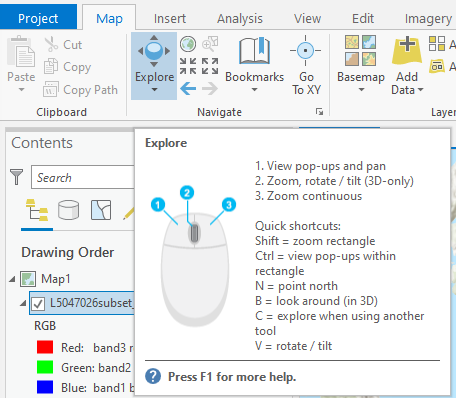 Project Map Insert Analysis View Edit Imagery
Cut
Copy
Copy Path
Paste
Explore
Bookmarks
Go
To XY
Basemap
Add
Data
A
A
Clipboard
Navigate
Layer
Contents
Search
Drawing Order
Map1
L5047026subset_
RGB
Red: band3 r
Green: band2
Blue: band1 b
Explore
1
2
3
1. View pop-ups and pan
2. Zoom, rotate / tilt (3D-only)
3. Zoom continuous
Quick shortcuts:
Shift = zoom rectangle
Ctrl = view pop-ups within
rectangle
N = point north
B = look around (in 3D)
C = explore when using another
tool
V = rotate / tilt
? Press F1 for more help.